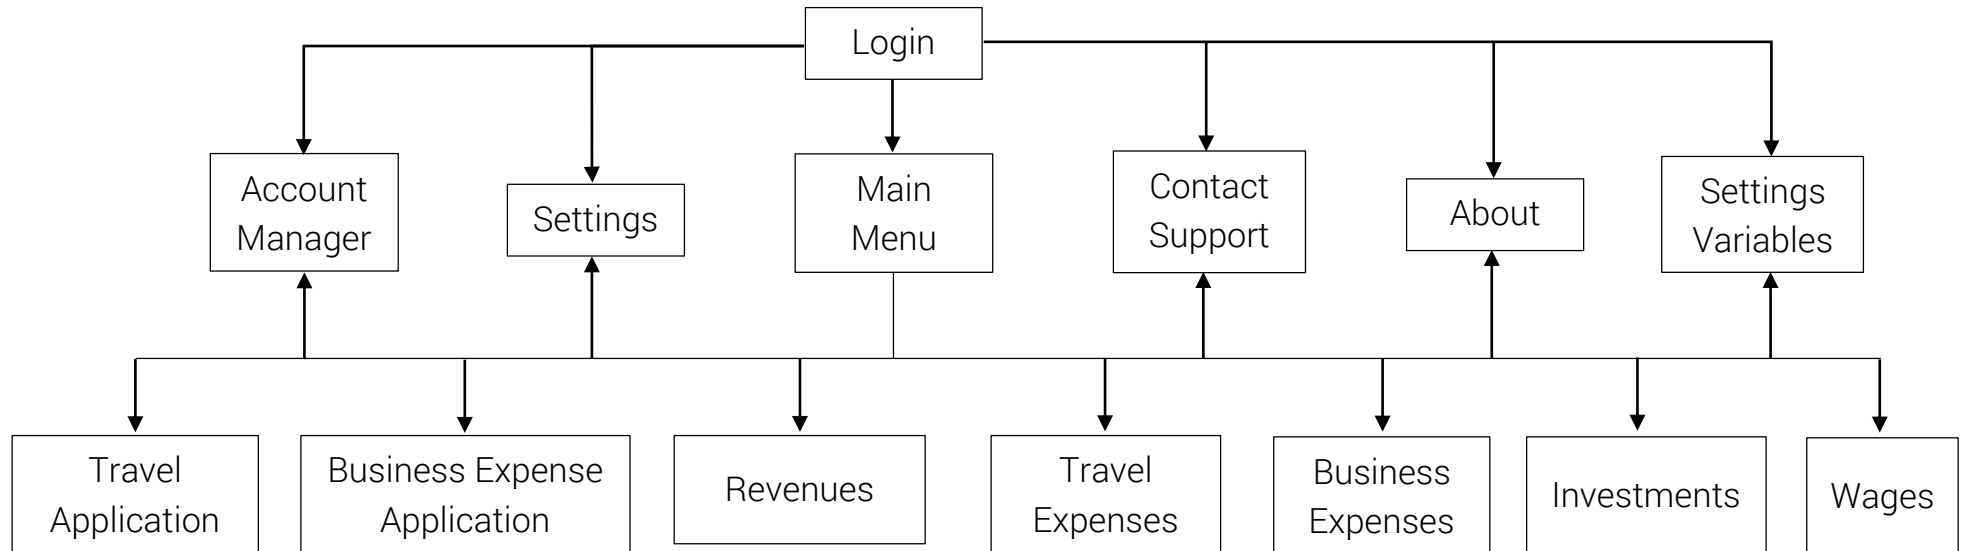 Login
Account
Manager
Settings
Main
Menu
Contact
Support
About
Settings
Variables
Travel
Application
Business Expense
Application
Revenues
Travel
Expenses
Business
Expenses
Investments
Wages